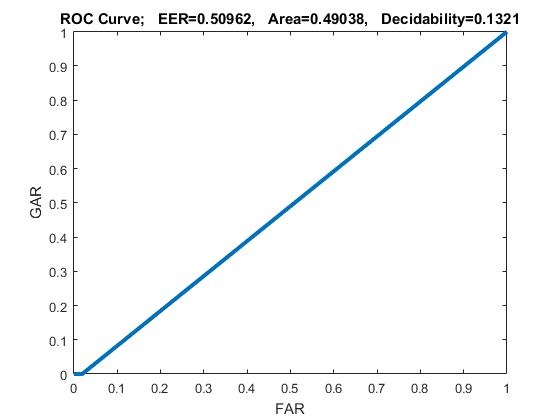 ROC Curve;   EER=0.50962,   Area=0.49038,   Decidability=0.1321
1
0.9
0.8
0.7
0.6
0.5
0.4
0.3
0.2
0.1
0
GAR
0 0.1 0.2 0.3 0.4 0.5 0.6 0.7 0.8 0.9 1
FAR